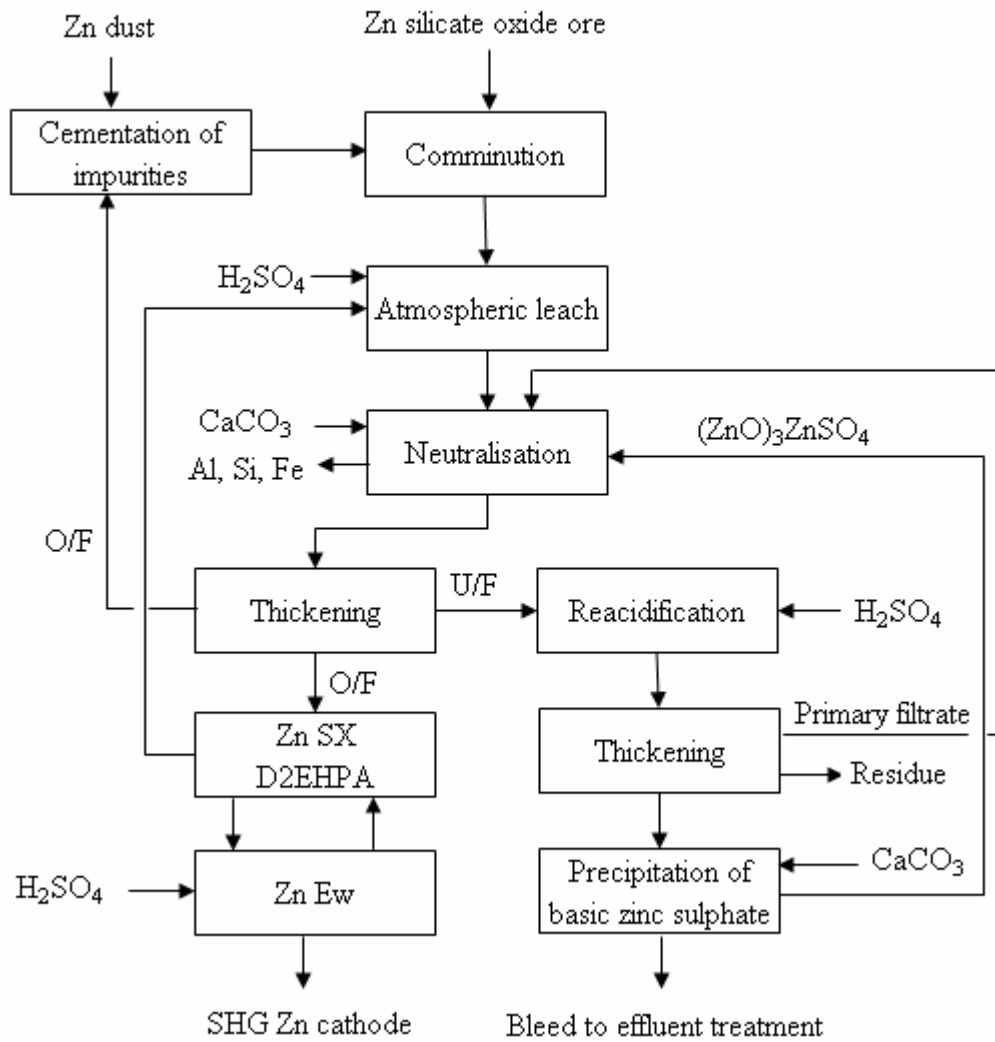 Zn dust
Zn silicate oxide ore
Cementation of
impurities
Comminution
H₂SO₄
Atmospheric leach
CaCO₃
(ZnO)₃ZnSO₄
Neutralisation
Al, Si, Fe
O/F
U/F
Thickening
Reacidification
H₂SO₄
O/F
Zn SX
D2EHPA
Primary filtrate
Thickening
Residue
H₂SO₄
Zn Ew
Precipitation of
basic zinc sulphate
CaCO₃
SHG Zn cathode
Bleed to effluent treatment